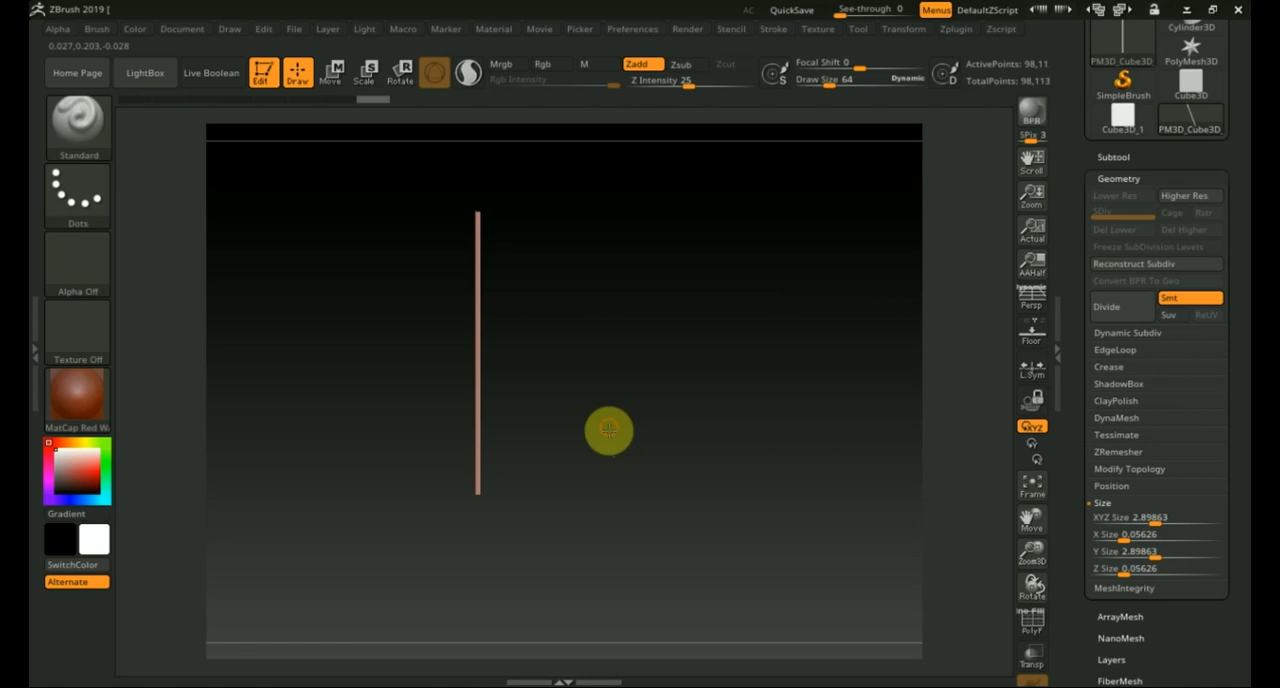 ZBrush 2019 [
AC QuickSave See-through 0 Menus DefaultZScript
Alpha Brush Color Document Draw Edit File Layer Light Macro Marker Material Movie Picker Preferences Render Stencil Stroke Texture Tool Transform Zplugin Zscript
0.027,0.203,-0.028
Home Page LightBox Live Boolean Edit Draw Move Scale Rotate
Mrgb Rgb M Zadd Zsub Zcut
Rgb Intensity Z Intensity 25
Focal Shift 0
Draw Size 64 Dynamic
ActivePoints: 98,11
TotalPoints: 98,113
Standard
Dots
Alpha Off
Texture Off
MatCap Red W
Gradient
SwitchColor
Alternate
BPR
SPix 3
Scroll
Zoom
Actual
AAHalf
Persp
Floor
L.Sym
XYZ
Frame
Move
Zoom3D
Rotate
PolyF
Transp
Cylinder3D
PM3D_Cube3D PolyMesh3D
SimpleBrush Cube3D
Cube3D_1 PM3D_Cube3D_
Subtool
Geometry
Lower Res Higher Res
SDiv Cage Rstr
Del Lower Del Higher
Freeze SubDivision Levels
Reconstruct Subdiv
Convert BPR To Geo
Divide Smt
Suv ReUV
Dynamic Subdiv
EdgeLoop
Crease
ShadowBox
ClayPolish
DynaMesh
Tessimate
ZRemesher
Modify Topology
Position
Size
XYZ Size 2.89863
X Size 0.05626
Y Size 2.89863
Z Size 0.05626
MeshIntegrity
ArrayMesh
NanoMesh
Layers
FiberMesh